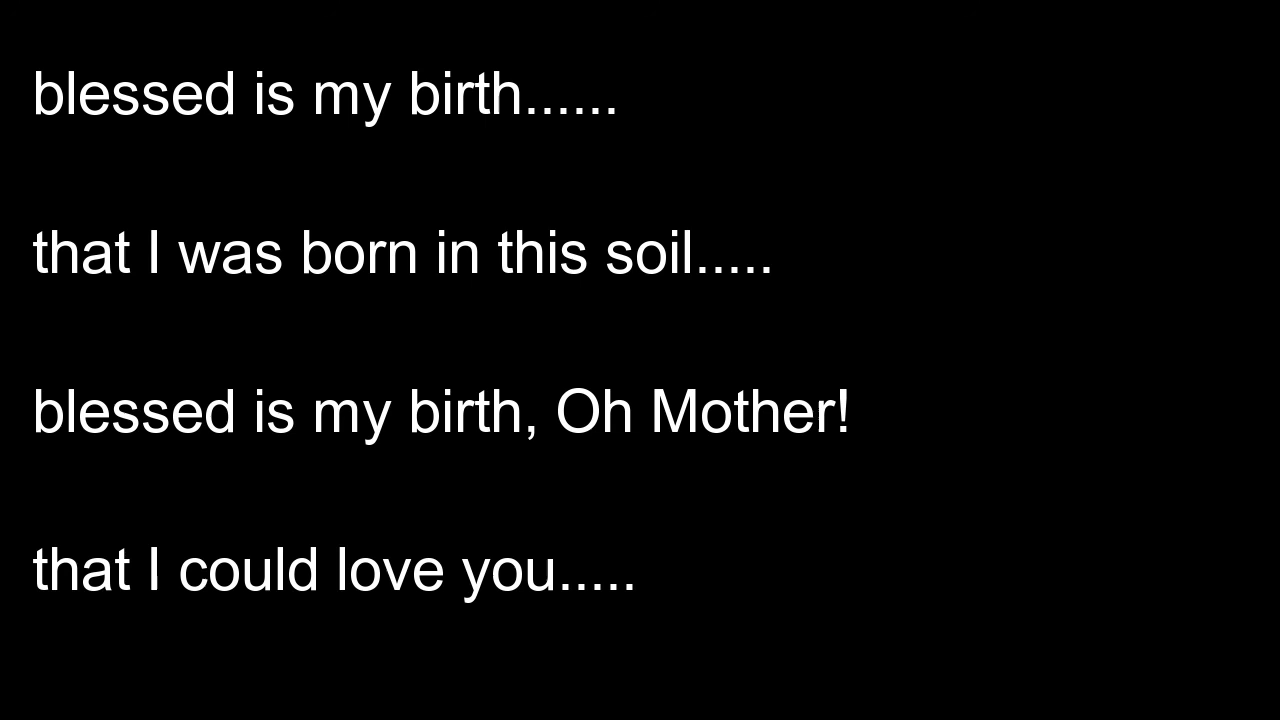 blessed is my birth......
that I was born in this soil.....
blessed is my birth, Oh Mother!
that I could love you.....